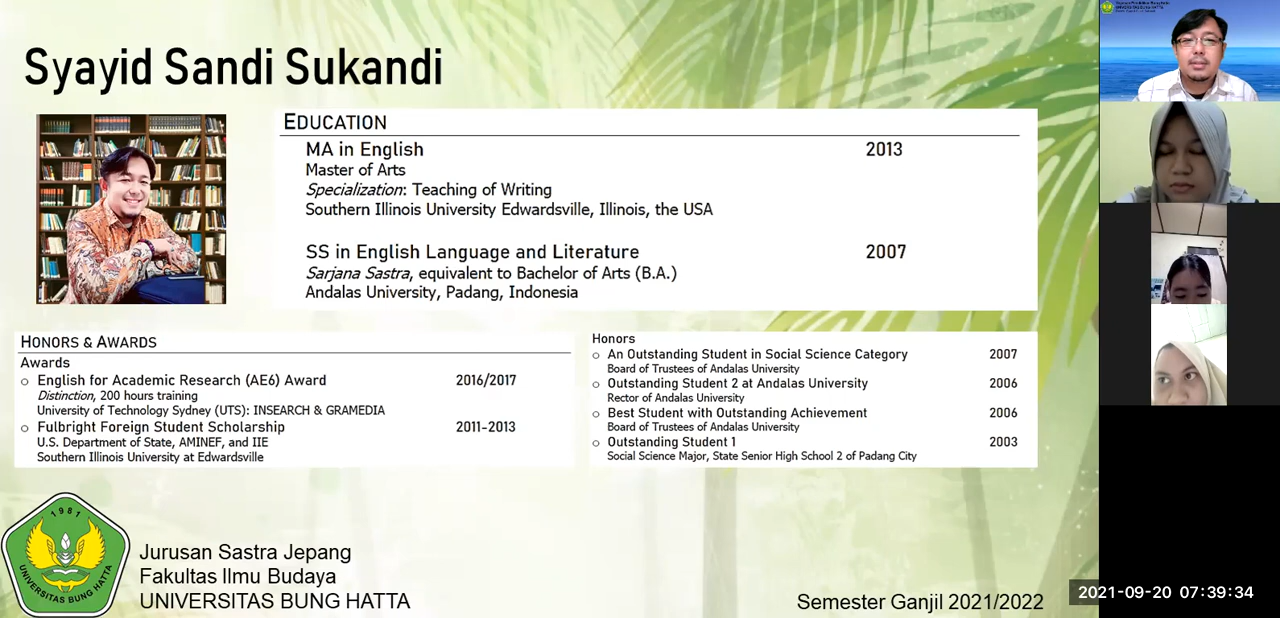 Syayid Sandi Sukandi
EDUCATION
MA in English 2013
Master of Arts
Specialization: Teaching of Writing
Southern Illinois University Edwardsville, Illinois, the USA
SS in English Language and Literature 2007
Sarjana Sastra, equivalent to Bachelor of Arts (B.A.)
Andalas University, Padang, Indonesia
HONORS & AWARDS
Awards
English for Academic Research (AE6) Award 2016/2017
Distinction, 200 hours training
University of Technology Sydney (UTS): INSEARCH & GRAMEDIA
Fulbright Foreign Student Scholarship 2011-2013
U.S. Department of State, AMINEF, and IIE
Southern Illinois University at Edwardsville
Honors
An Outstanding Student in Social Science Category 2007
Board of Trustees of Andalas University
Outstanding Student 2 at Andalas University 2006
Rector of Andalas University
Best Student with Outstanding Achievement 2006
Board of Trustees of Andalas University
Outstanding Student 1 2003
Social Science Major, State Senior High School 2 of Padang City
1981
UNIVERSITAS BUNG HATTA
Jurusan Sastra Jepang
Fakultas Ilmu Budaya
UNIVERSITAS BUNG HATTA
Semester Ganjil 2021/2022
2021-09-20 07:39:34